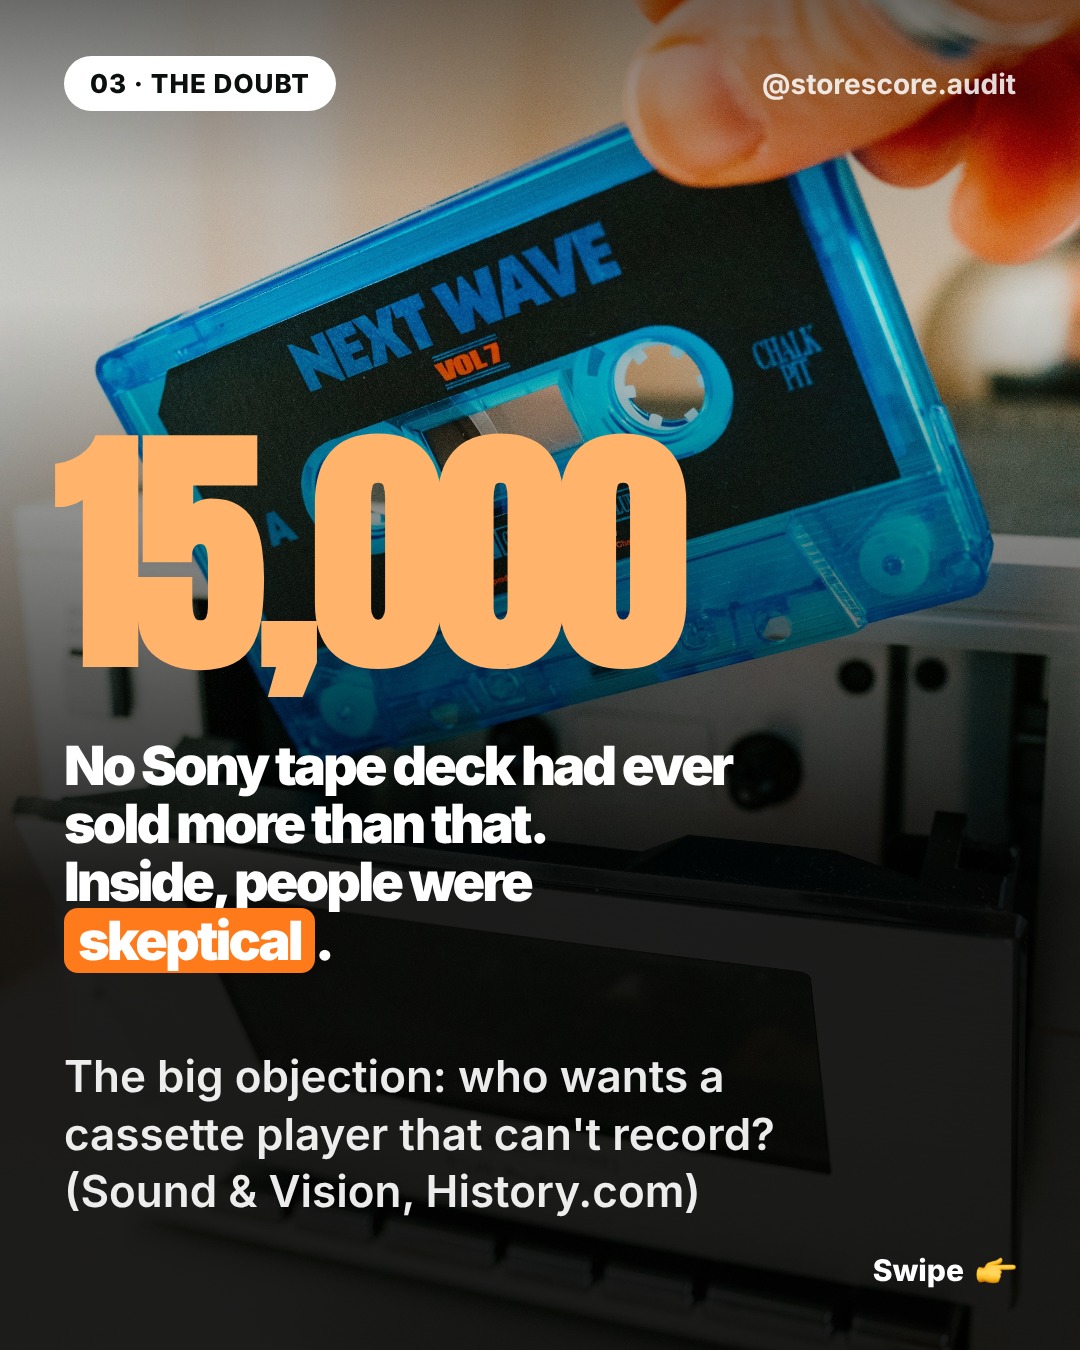 03 · THE DOUBT
@storescore.audit
NEXT WAVE
VOL 7
CHALK
PIT
A
15,000
No Sony tape deck had ever
sold more than that.
Inside, people were
skeptical.
The big objection: who wants a
cassette player that can't record?
(Sound & Vision, History.com)
Swipe 👉